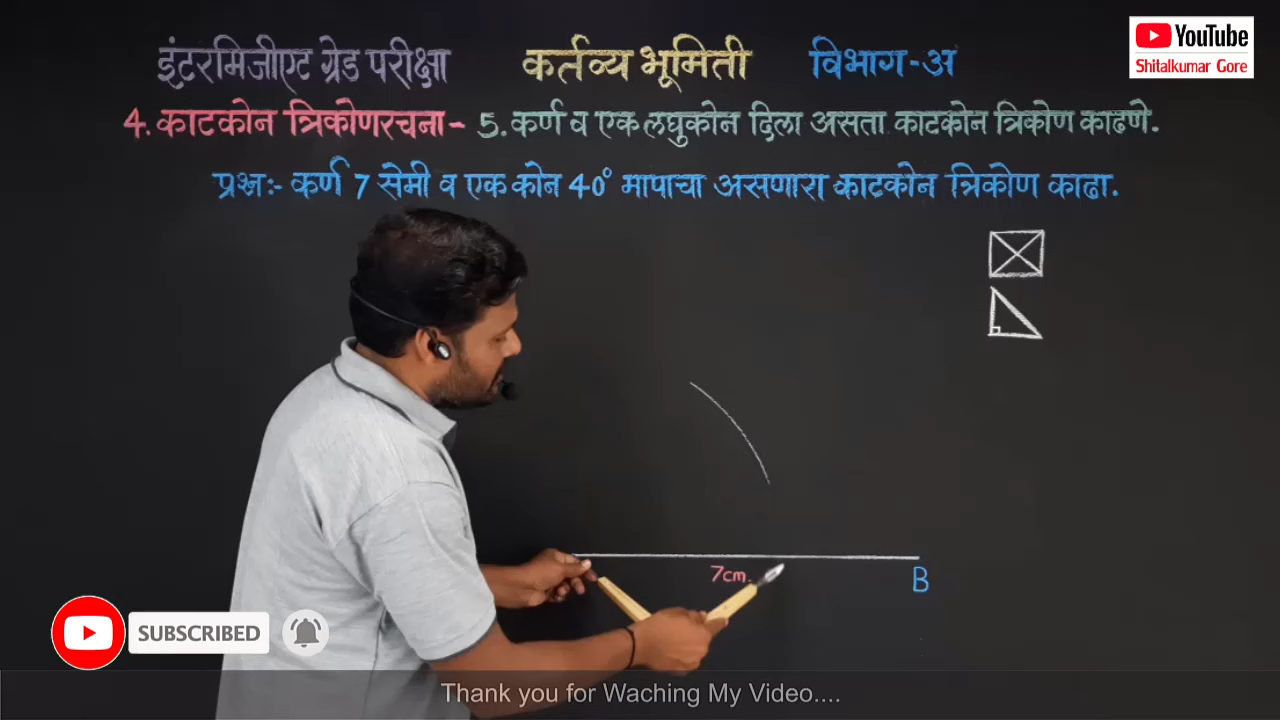 YouTube
Shitalkumar Gore
इंटरमिजीएट ग्रेड परीक्षा कर्तव्य भूमिती विभाग-अ
4. काटकोन त्रिकोणरचना- 5. कर्ण व एक लघुकोन दिला असता काटकोन त्रिकोण काढणे.
प्रश्न:- कर्ण 7 सेमी व एक कोन 40° मापाचा असणारा काटकोन त्रिकोण काढा.
7cm.
B
SUBSCRIBED
Thank you for Waching My Video....